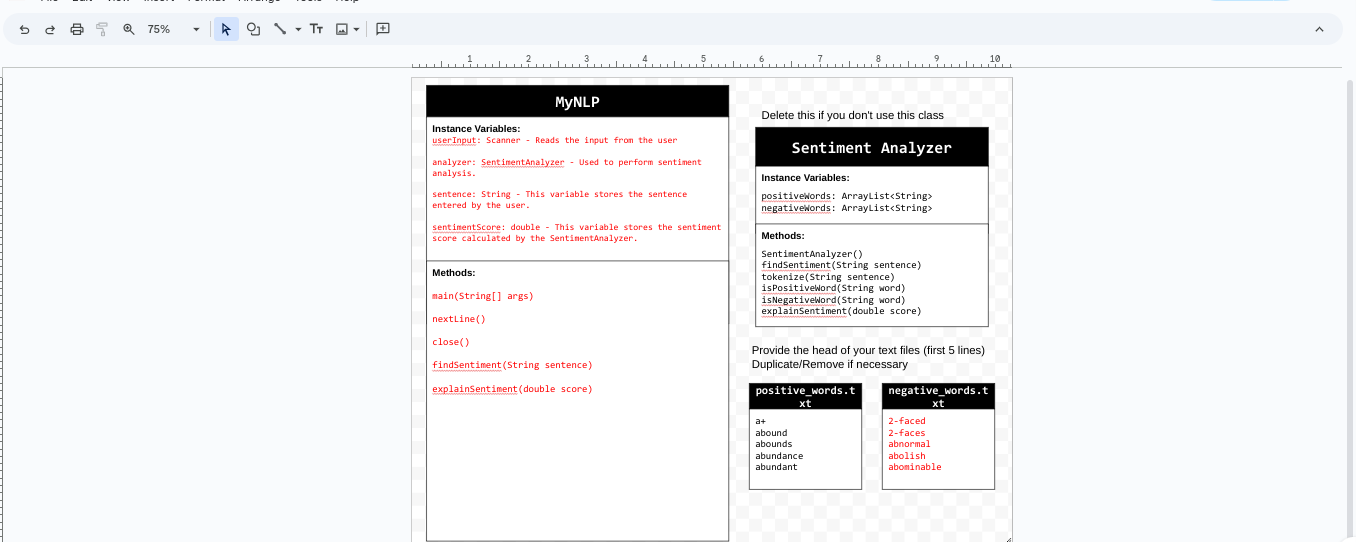 75%
1 2 3 4 5 6 7 8 9 10
MyNLP
Instance Variables:
userInput: Scanner - Reads the input from the user
analyzer: SentimentAnalyzer - Used to perform sentiment
analysis.
sentence: String - This variable stores the sentence
entered by the user.
sentimentScore: double - This variable stores the sentiment
score calculated by the SentimentAnalyzer.
Methods:
main(String[] args)
nextLine()
close()
findSentiment(String sentence)
explainSentiment(double score)
Delete this if you don't use this class
Sentiment Analyzer
Instance Variables:
positiveWords: ArrayList<String>
negativeWords: ArrayList<String>
Methods:
SentimentAnalyzer()
findSentiment(String sentence)
tokenize(String sentence)
isPositiveWord(String word)
isNegativeWord(String word)
explainSentiment(double score)
Provide the head of your text files (first 5 lines)
Duplicate/Remove if necessary
positive_words.t
xt
a+
abound
abounds
abundance
abundant
negative_words.t
xt
2-faced
2-faces
abnormal
abolish
abominable